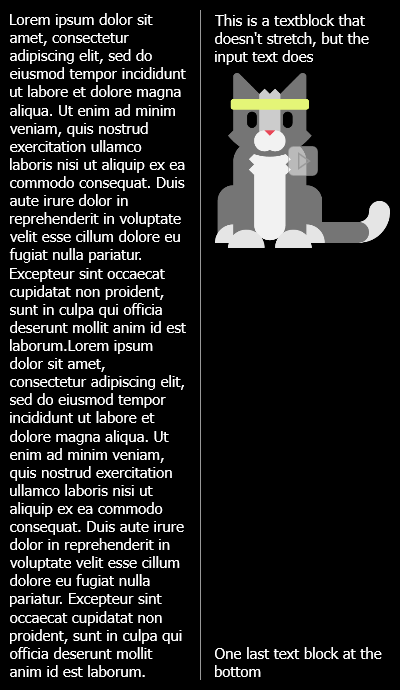 Lorem ipsum dolor sit
amet, consectetur
adipiscing elit, sed do
eiusmod tempor incididunt
ut labore et dolore magna
aliqua. Ut enim ad minim
veniam, quis nostrud
exercitation ullamco
laboris nisi ut aliquip ex ea
commodo consequat. Duis
aute irure dolor in
reprehenderit in voluptate
velit esse cillum dolore eu
fugiat nulla pariatur.
Excepteur sint occaecat
cupidatat non proident,
sunt in culpa qui officia
deserunt mollit anim id est
laborum.Lorem ipsum
dolor sit amet,
consectetur adipiscing elit,
sed do eiusmod tempor
incididunt ut labore et
dolore magna aliqua. Ut
enim ad minim veniam,
quis nostrud exercitation
ullamco laboris nisi ut
aliquip ex ea commodo
consequat. Duis aute irure
dolor in reprehenderit in
voluptate velit esse cillum
dolore eu fugiat nulla
pariatur. Excepteur sint
occaecat cupidatat non
proident, sunt in culpa qui
officia deserunt mollit
anim id est laborum.
This is a textblock that
doesn't stretch, but the
input text does
One last text block at the
bottom